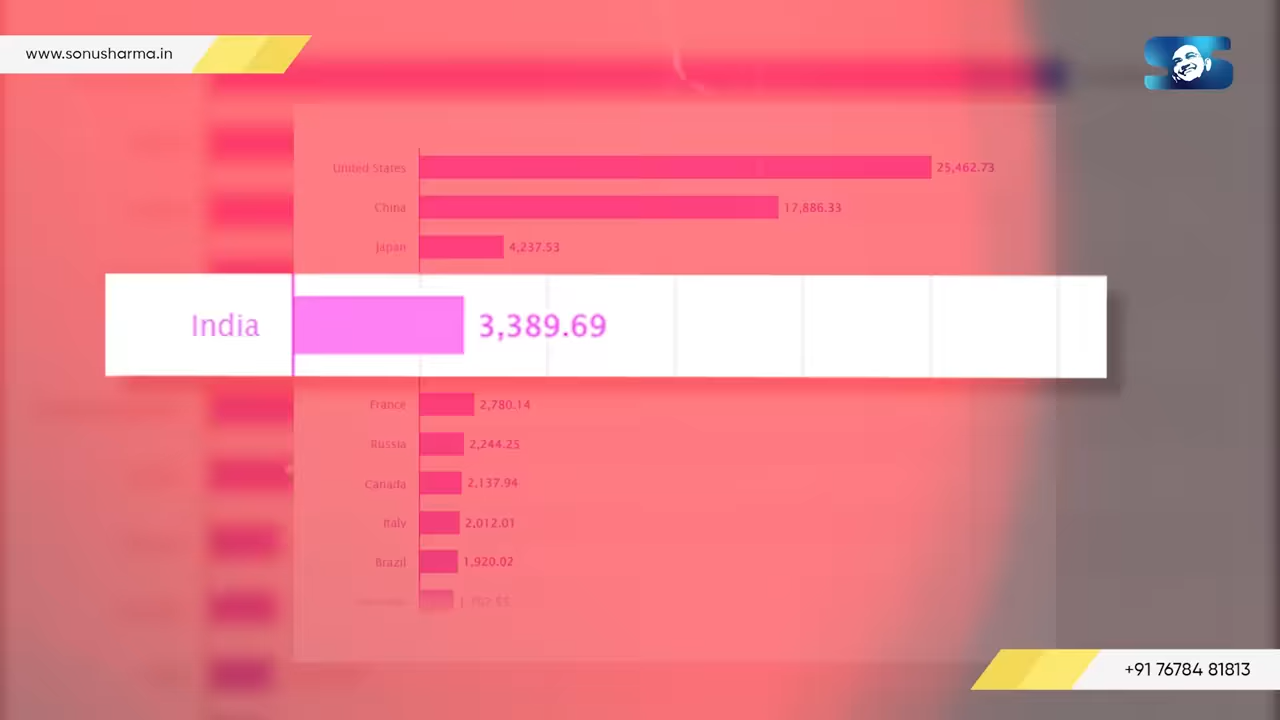 www.sonusharma.in
United States 25,462.73
China 17,886.33
Japan 4,237.53
India 3,389.69
France 2,780.14
Russia 2,244.25
Canada 2,137.94
Italy 2,012.01
Brazil 1,920.02
+91 76784 81813